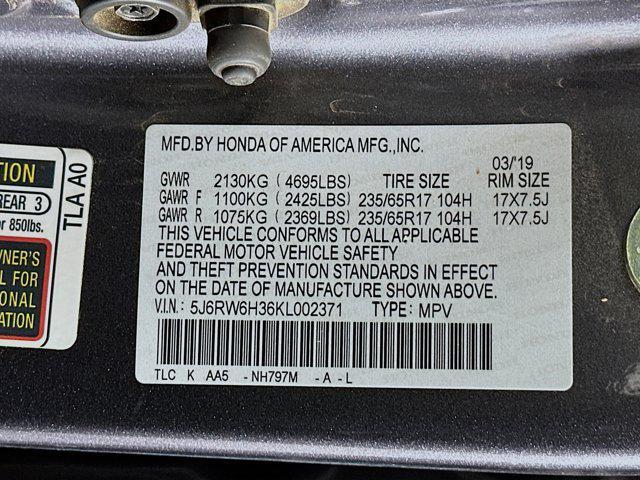 MFD.BY HONDA OF AMERICA MFG.,INC.
03/'19
GVWR 2130KG (4695LBS) TIRE SIZE RIM SIZE
GAWR F 1100KG (2425LBS) 235/65R17 104H 17X7.5J
GAWR R 1075KG (2369LBS) 235/65R17 104H 17X7.5J
THIS VEHICLE CONFORMS TO ALL APPLICABLE
FEDERAL MOTOR VEHICLE SAFETY
AND THEFT PREVENTION STANDARDS IN EFFECT
ON THE DATE OF MANUFACTURE SHOWN ABOVE.
V.I.N.: 5J6RW6H36KL002371 TYPE: MPV
TLC K AA5 -NH797M -A-L
TION
REAR 3
or 850lbs.
WNER'S
L FOR
IONAL
ATION
TLA A0